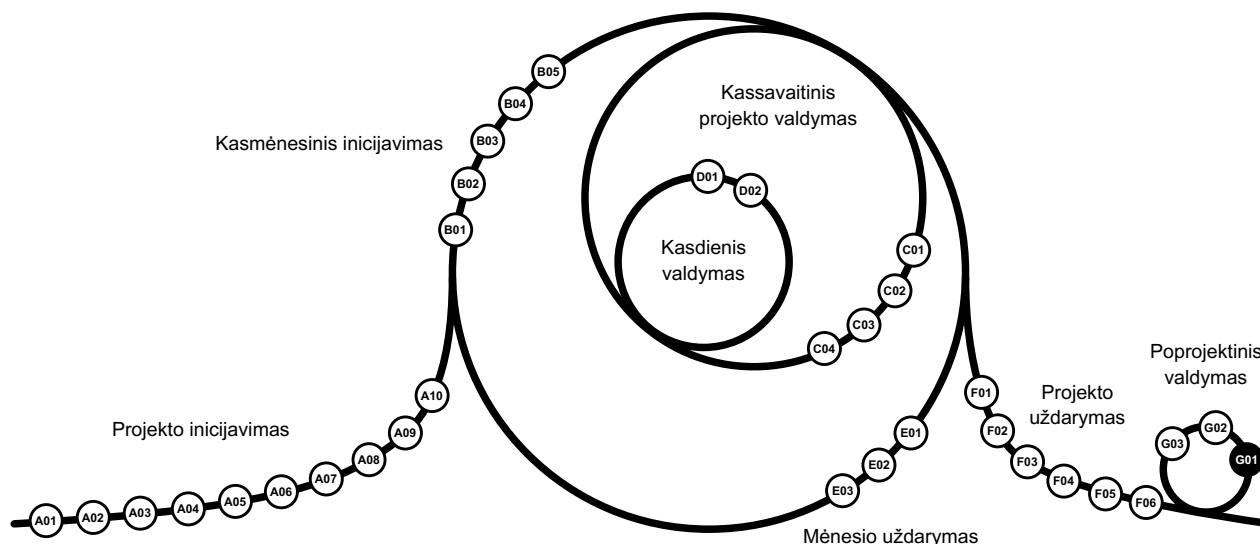 B05
B04
B03
B02
B01
Kasmėnesinis inicijavimas
Kassavaitinis
projekto valdymas
D01
D02
Kasdienis
valdymas
C01
C02
C03
C04
Projekto inicijavimas
A01
A02
A03
A04
A05
A06
A07
A08
A09
A10
E01
E02
E03
Mėnesio uždarymas
Projekto
uždarymas
F01
F02
F03
F04
F05
F06
Poprojektinis
valdymas
G03
G02
G01